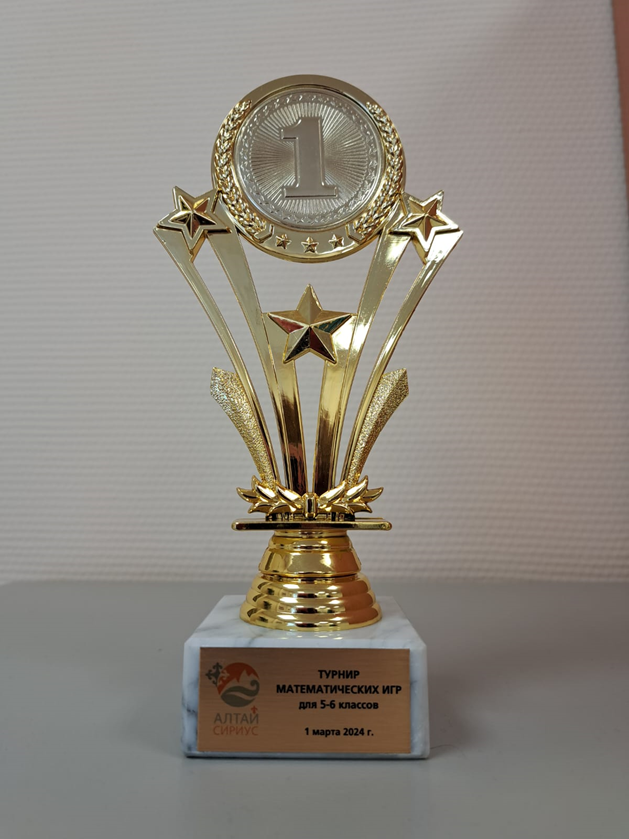 1
ТУРНИР
МАТЕМАТИЧЕСКИХ ИГР
для 5-6 классов
1 марта 2024 г.
АЛТАЙ
СИРИУС